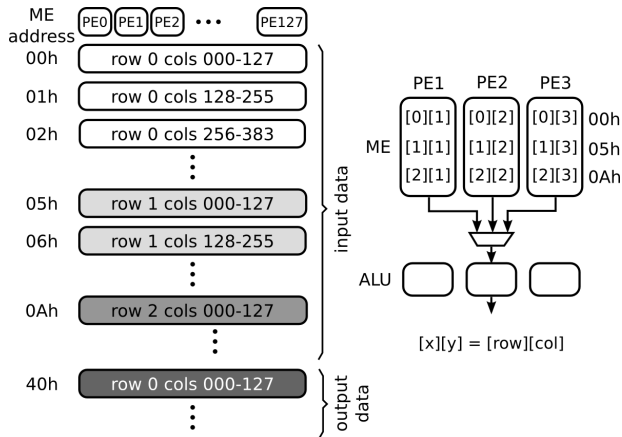 ME address
PE0 PE1 PE2 ••• PE127
00h row 0 cols 000-127
01h row 0 cols 128-255
02h row 0 cols 256-383
05h row 1 cols 000-127
06h row 1 cols 128-255
0Ah row 2 cols 000-127
40h row 0 cols 000-127
input data
output data
PE1 PE2 PE3
ME
[0][1] [0][2] [0][3] 00h
[1][1] [1][2] [1][3] 05h
[2][1] [2][2] [2][3] 0Ah
ALU
[x][y] = [row][col]